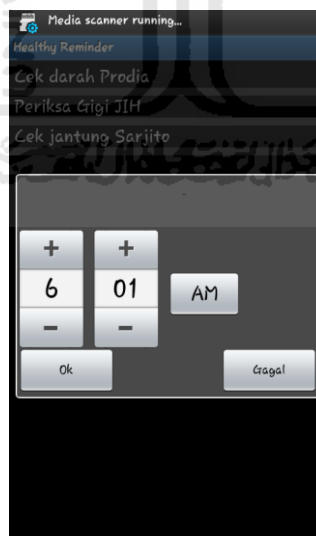 Media scanner running...
Healthy Reminder
Cek darah Prodia
Periksa Gigi JIH
Cek jantung Sarjito
+ +
6 01 AM
- -
Ok Gagal